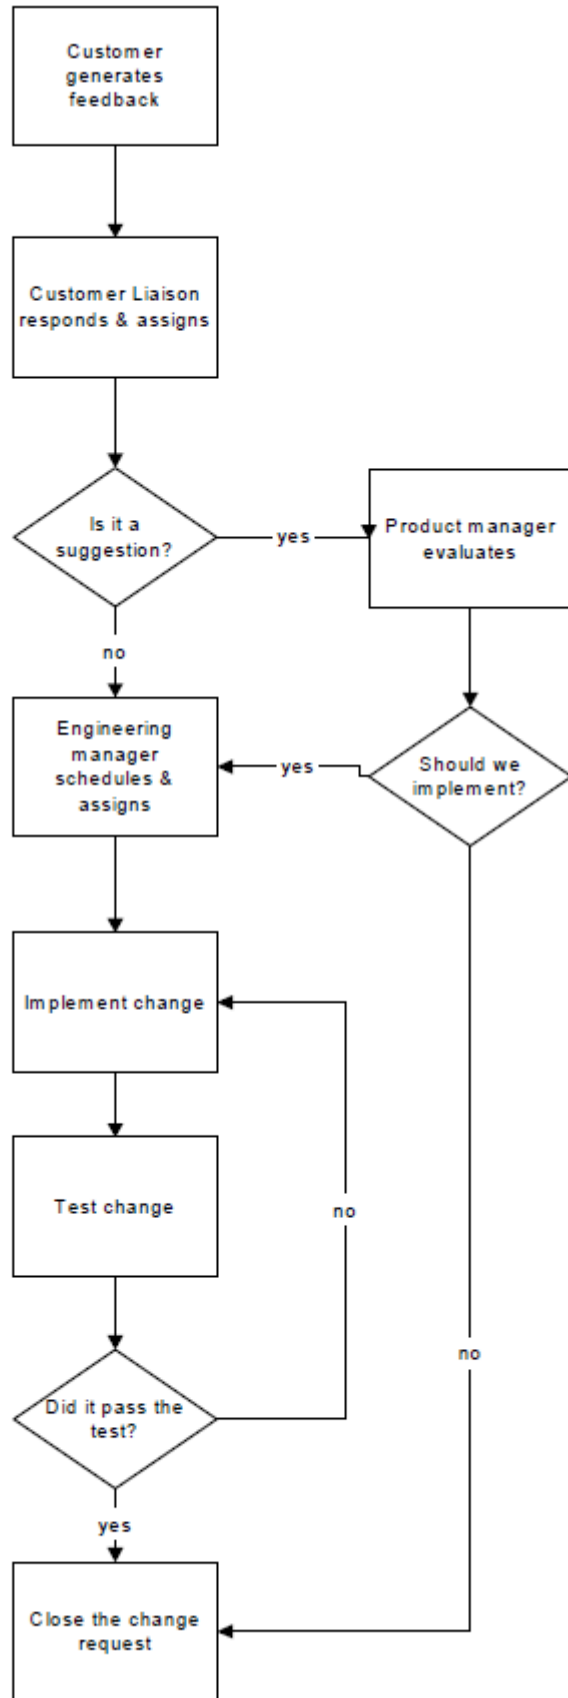 Customer
generates
feedback
Customer Liaison
responds & assigns
Is it a
suggestion?
yes
Product manager
evaluates
no
Engineering
manager
schedules &
assigns
yes
Should we
implement?
Implement change
Test change
no
no
Did it pass the
test?
yes
Close the change
request